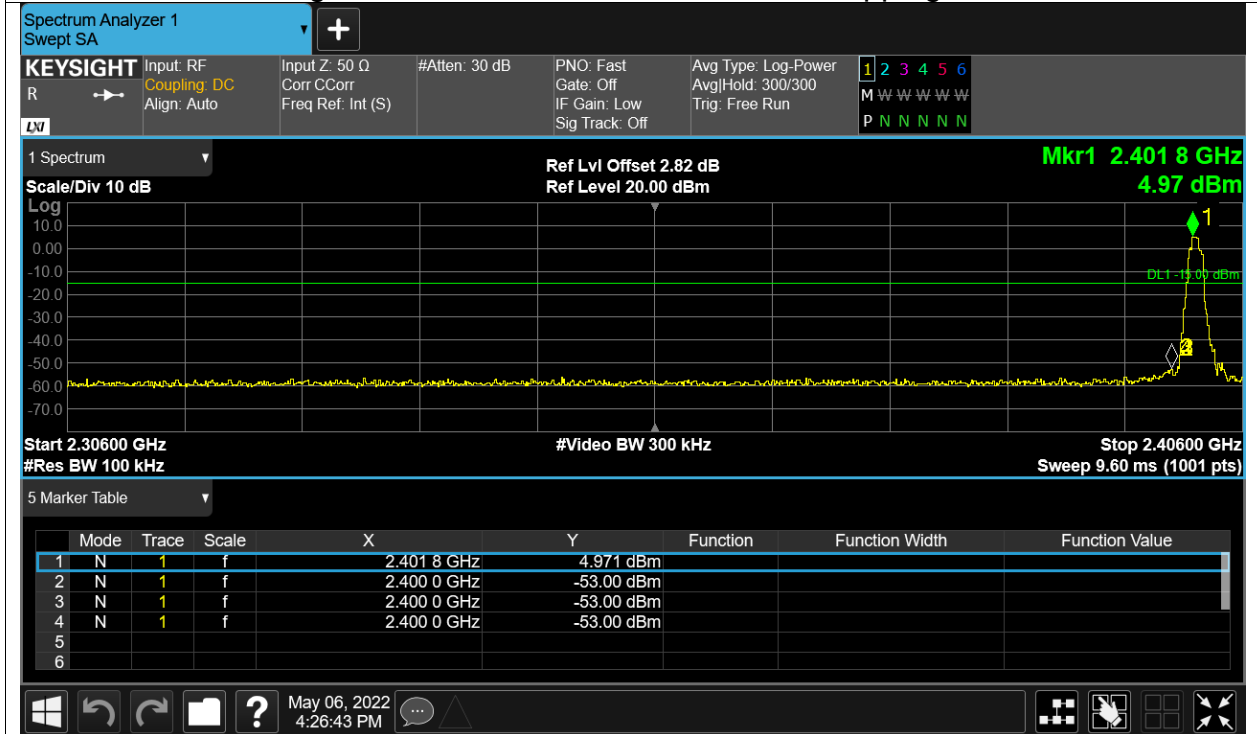 Spectrum Analyzer 1
Swept SA
KEYSIGHT Input: RF Input Z: 50 Ω #Atten: 30 dB PNO: Fast Avg Type: Log-Power 1 2 3 4 5 6
R Coupling: DC Corr CCorr Gate: Off Avg|Hold: 300/300 M W W W W W
Align: Auto Freq Ref: Int (S) IF Gain: Low Trig: Free Run
LXI Sig Track: Off P N N N N N
1 Spectrum Ref Lvl Offset 2.82 dB Mkr1 2.401 8 GHz
Scale/Div 10 dB Ref Level 20.00 dBm 4.97 dBm
Log
1
10.0
0.00
-10.0
DL1 -15.00 dBm
-20.0
-30.0
-40.0
-50.0
-60.0
-70.0
Start 2.30600 GHz #Video BW 300 kHz Stop 2.40600 GHz
#Res BW 100 kHz Sweep 9.60 ms (1001 pts)
5 Marker Table
Mode Trace Scale X Y Function Function Width Function Value
1 N 1 f 2.401 8 GHz 4.971 dBm
2 N 1 f 2.400 0 GHz -53.00 dBm
3 N 1 f 2.400 0 GHz -53.00 dBm
4 N 1 f 2.400 0 GHz -53.00 dBm
5
6
? May 06, 2022
4:26:43 PM